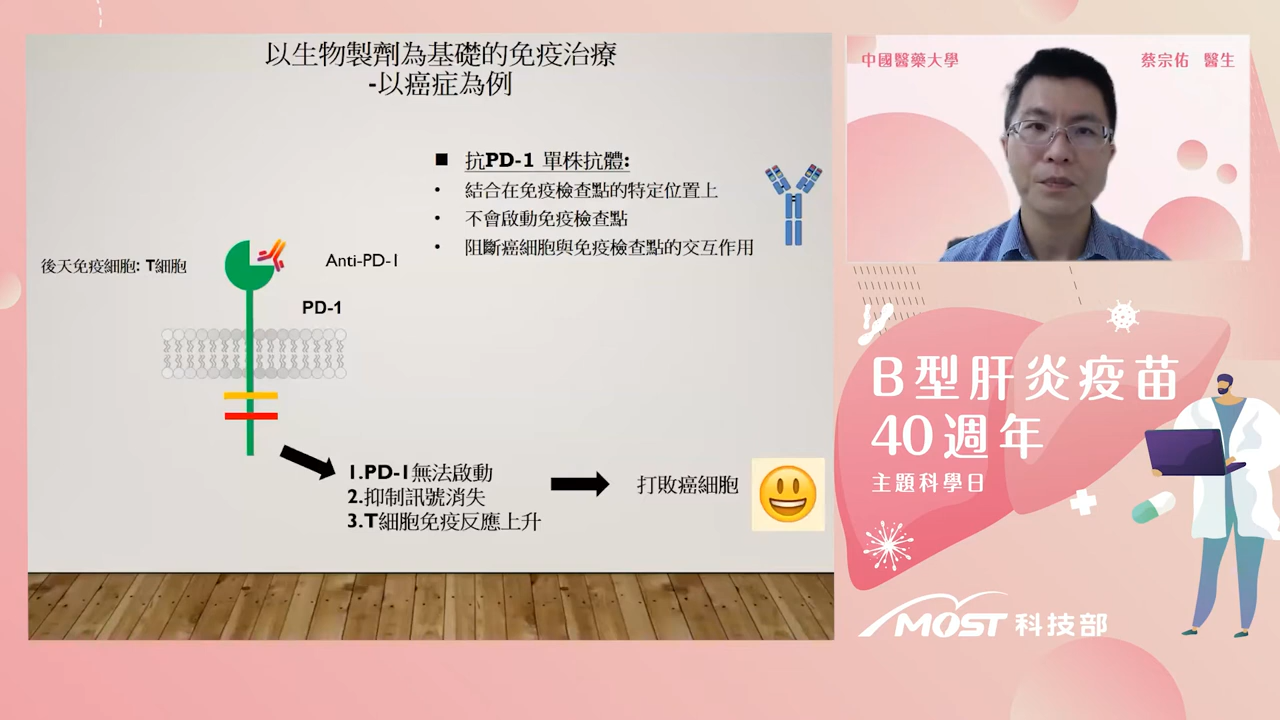 以生物製劑為基礎的免疫治療
-以癌症為例
■ 抗PD-1 單株抗體:
• 結合在免疫檢查點的特定位置上
• 不會啟動免疫檢查點
• 阻斷癌細胞與免疫檢查點的交互作用
後天免疫細胞: T細胞
Anti-PD-1
PD-1
1.PD-1無法啟動
2.抑制訊號消失
3.T細胞免疫反應上升
打敗癌細胞
中國醫藥大學
蔡宗佑 醫生
B型肝炎疫苗
40週年
主題科學日
MOST 科技部